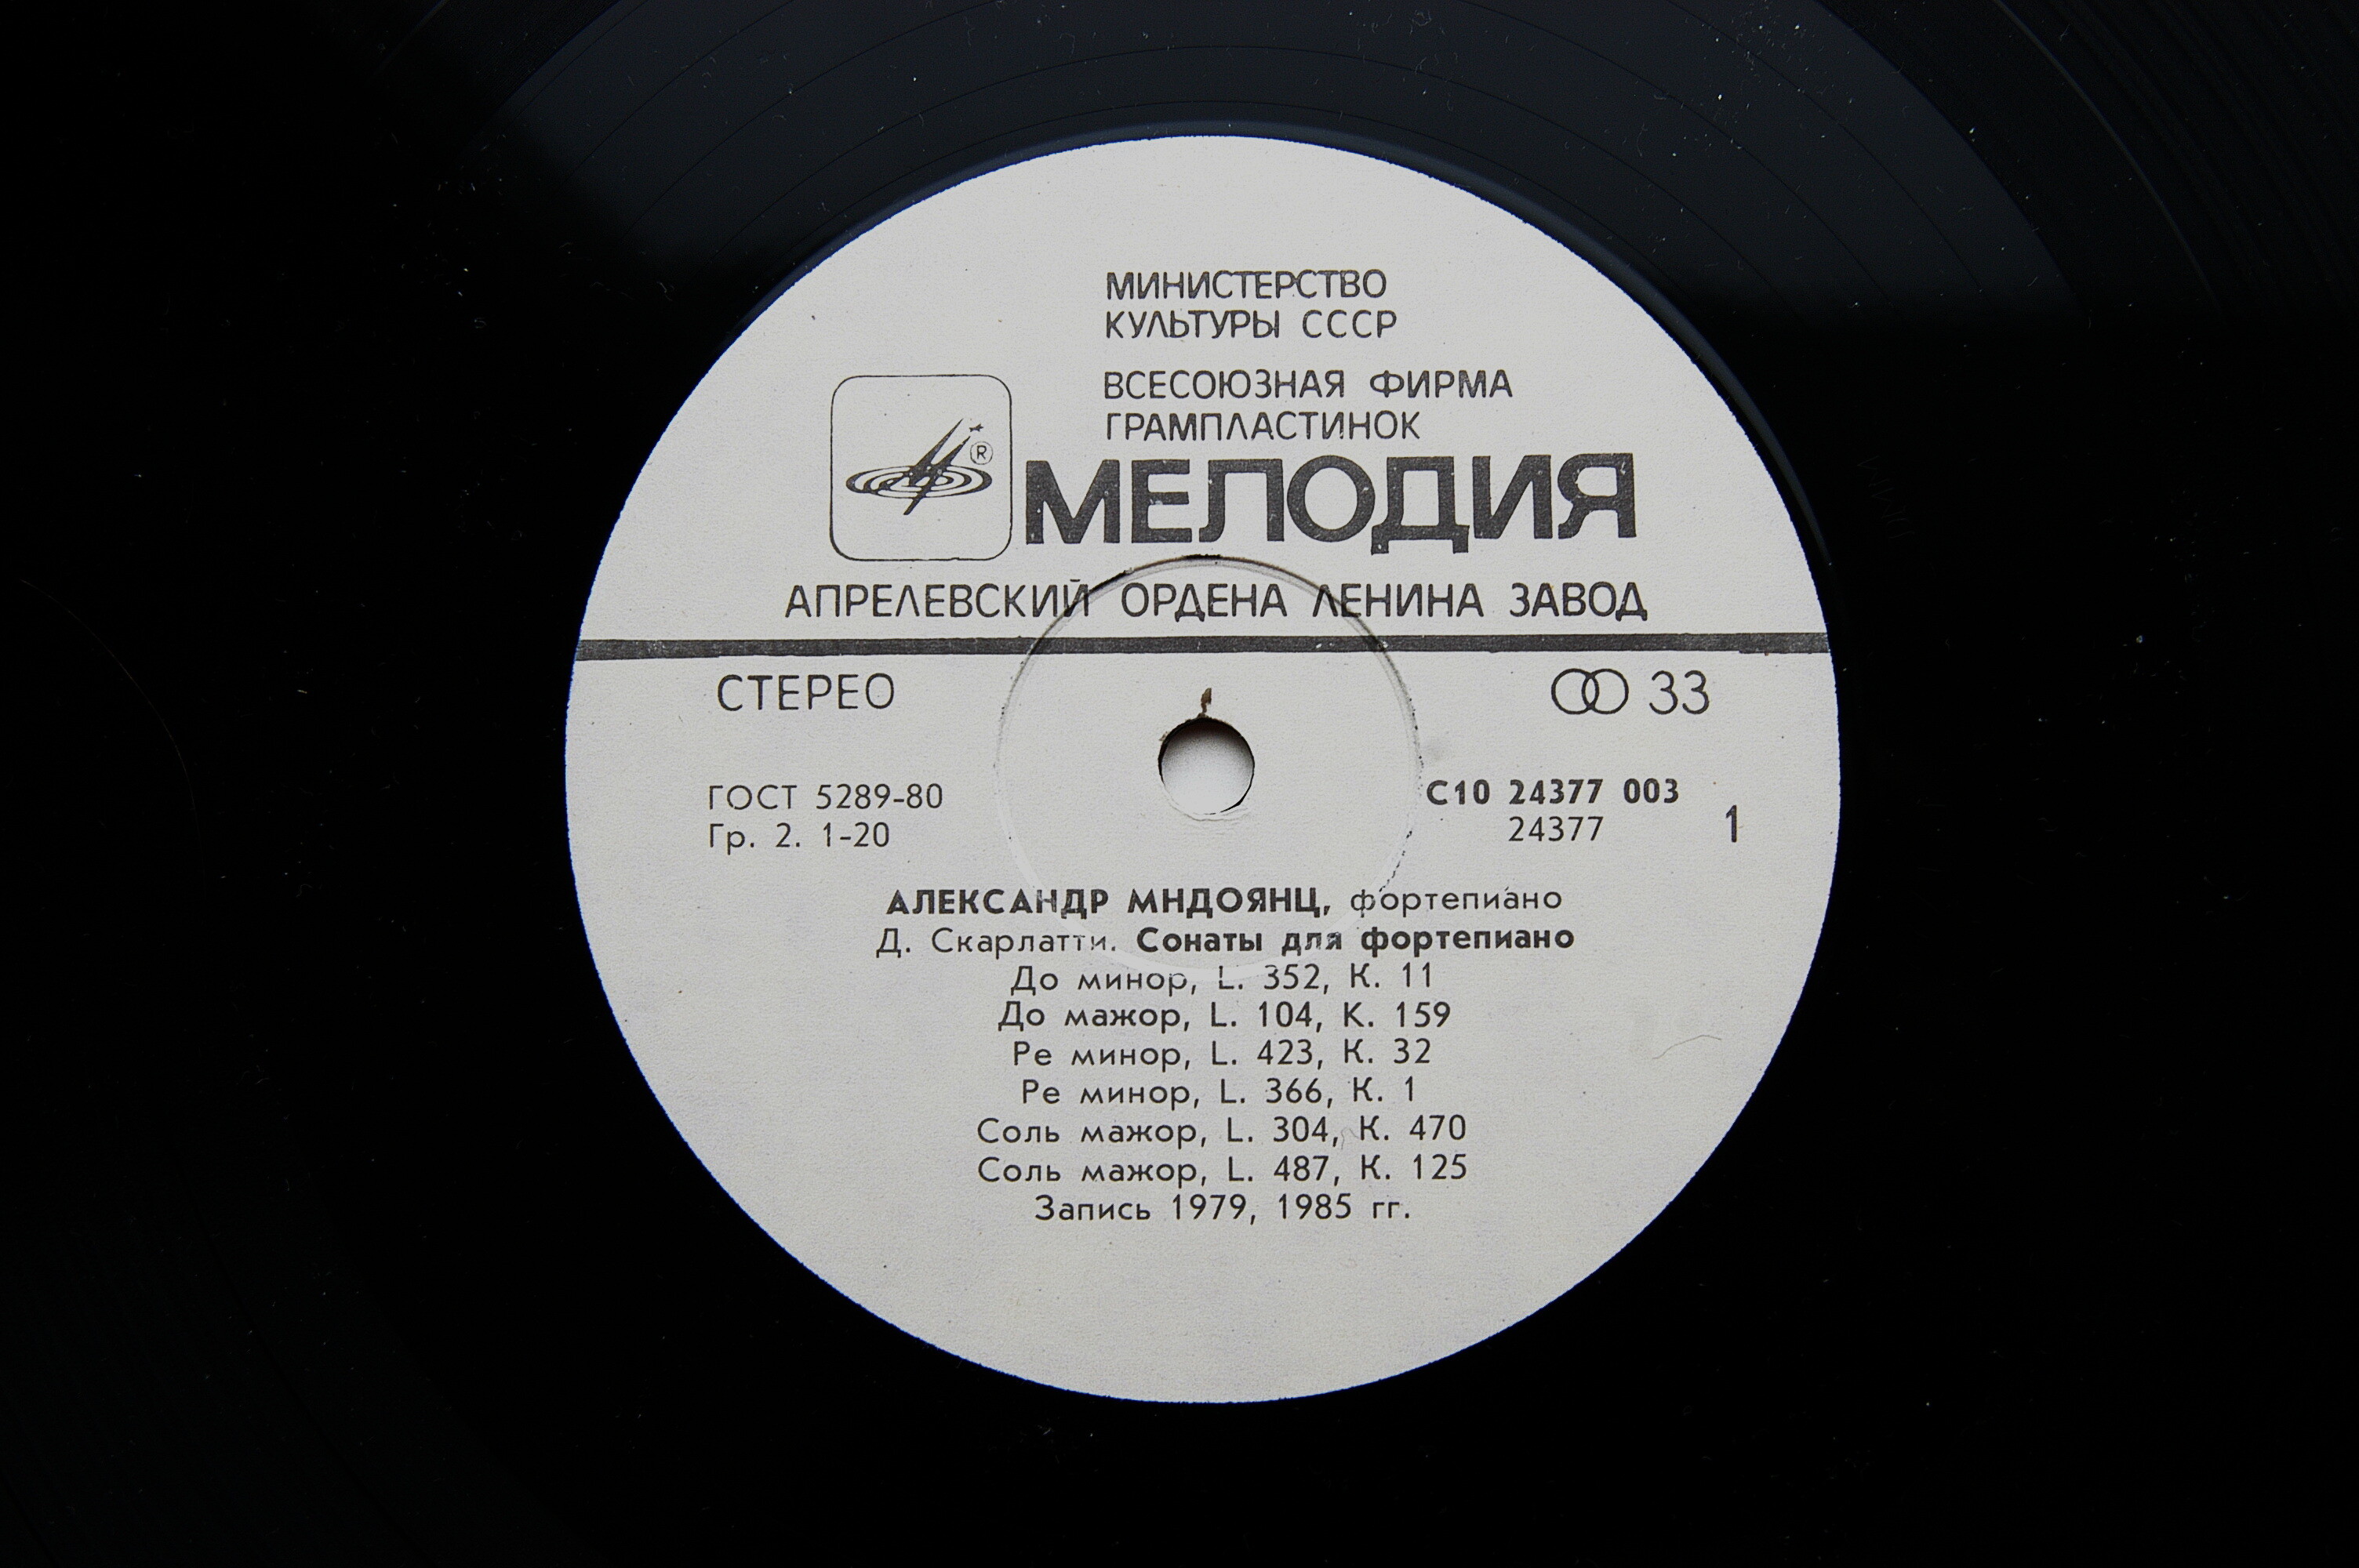 МИНИСТЕРСТВО
КУЛЬТУРЫ СССР
ВСЕСОЮЗНАЯ ФИРМА
ГРАМПЛАСТИНОК
®
МЕЛОДИЯ
АПРЕЛЕВСКИЙ ОРДЕНА ЛЕНИНА ЗАВОД
СТЕРЕО
33
ГОСТ 5289-80
Гр. 2. 1-20
С10 24377 003
24377
1
АЛЕКСАНДР МНДОЯНЦ, фортепиано
Д. Скарлатти. Сонаты для фортепиано
До минор, L. 352, К. 11
До мажор, L. 104, К. 159
Ре минор, L. 423, К. 32
Ре минор, L. 366, К. 1
Соль мажор, L. 304, К. 470
Соль мажор, L. 487, К. 125
Запись 1979, 1985 гг.